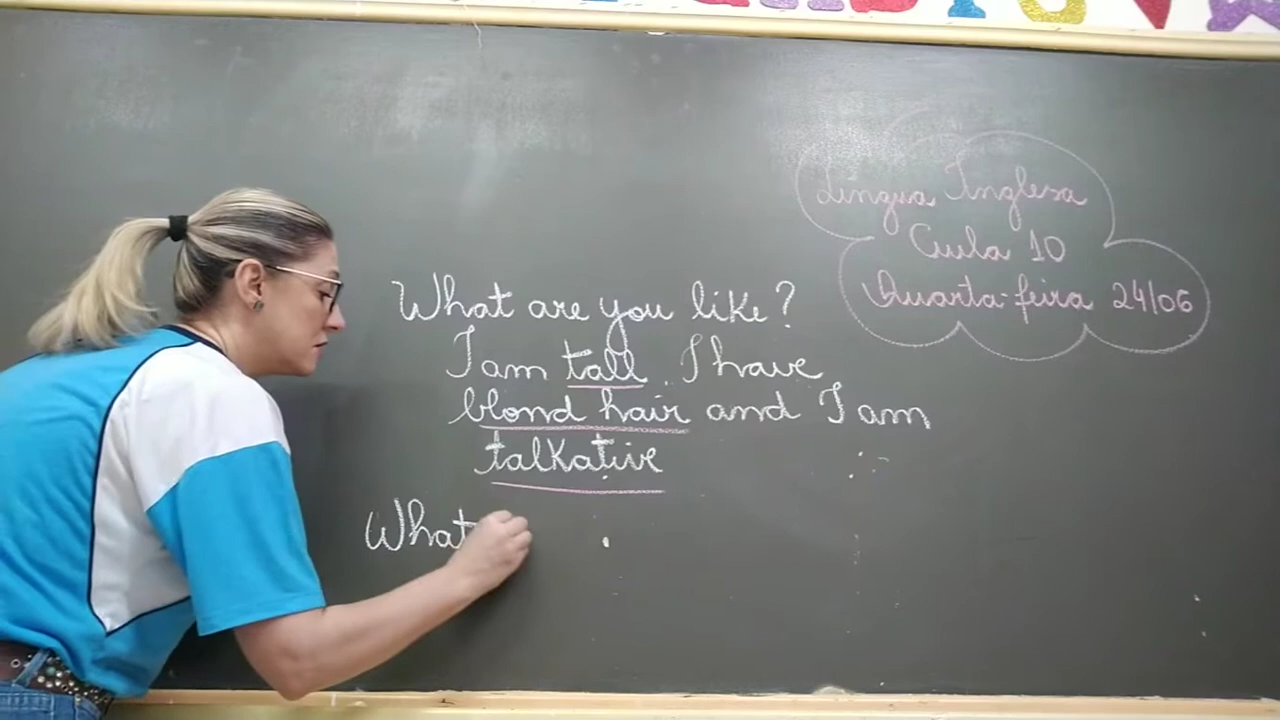 Língua Inglesa
Aula 10
Quarta-feira 24/06
What are you like?
I am tall. I have
blond hair and I am
talkative
What